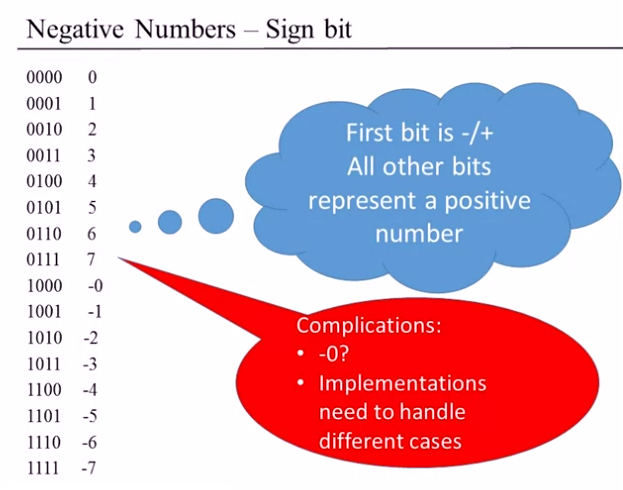 Negative Numbers – Sign bit
0000 0
0001 1
0010 2
0011 3
0100 4
0101 5
0110 6
0111 7
1000 -0
1001 -1
1010 -2
1011 -3
1100 -4
1101 -5
1110 -6
1111 -7
First bit is -/+
All other bits
represent a positive
number
Complications:
• -0?
• Implementations
need to handle
different cases